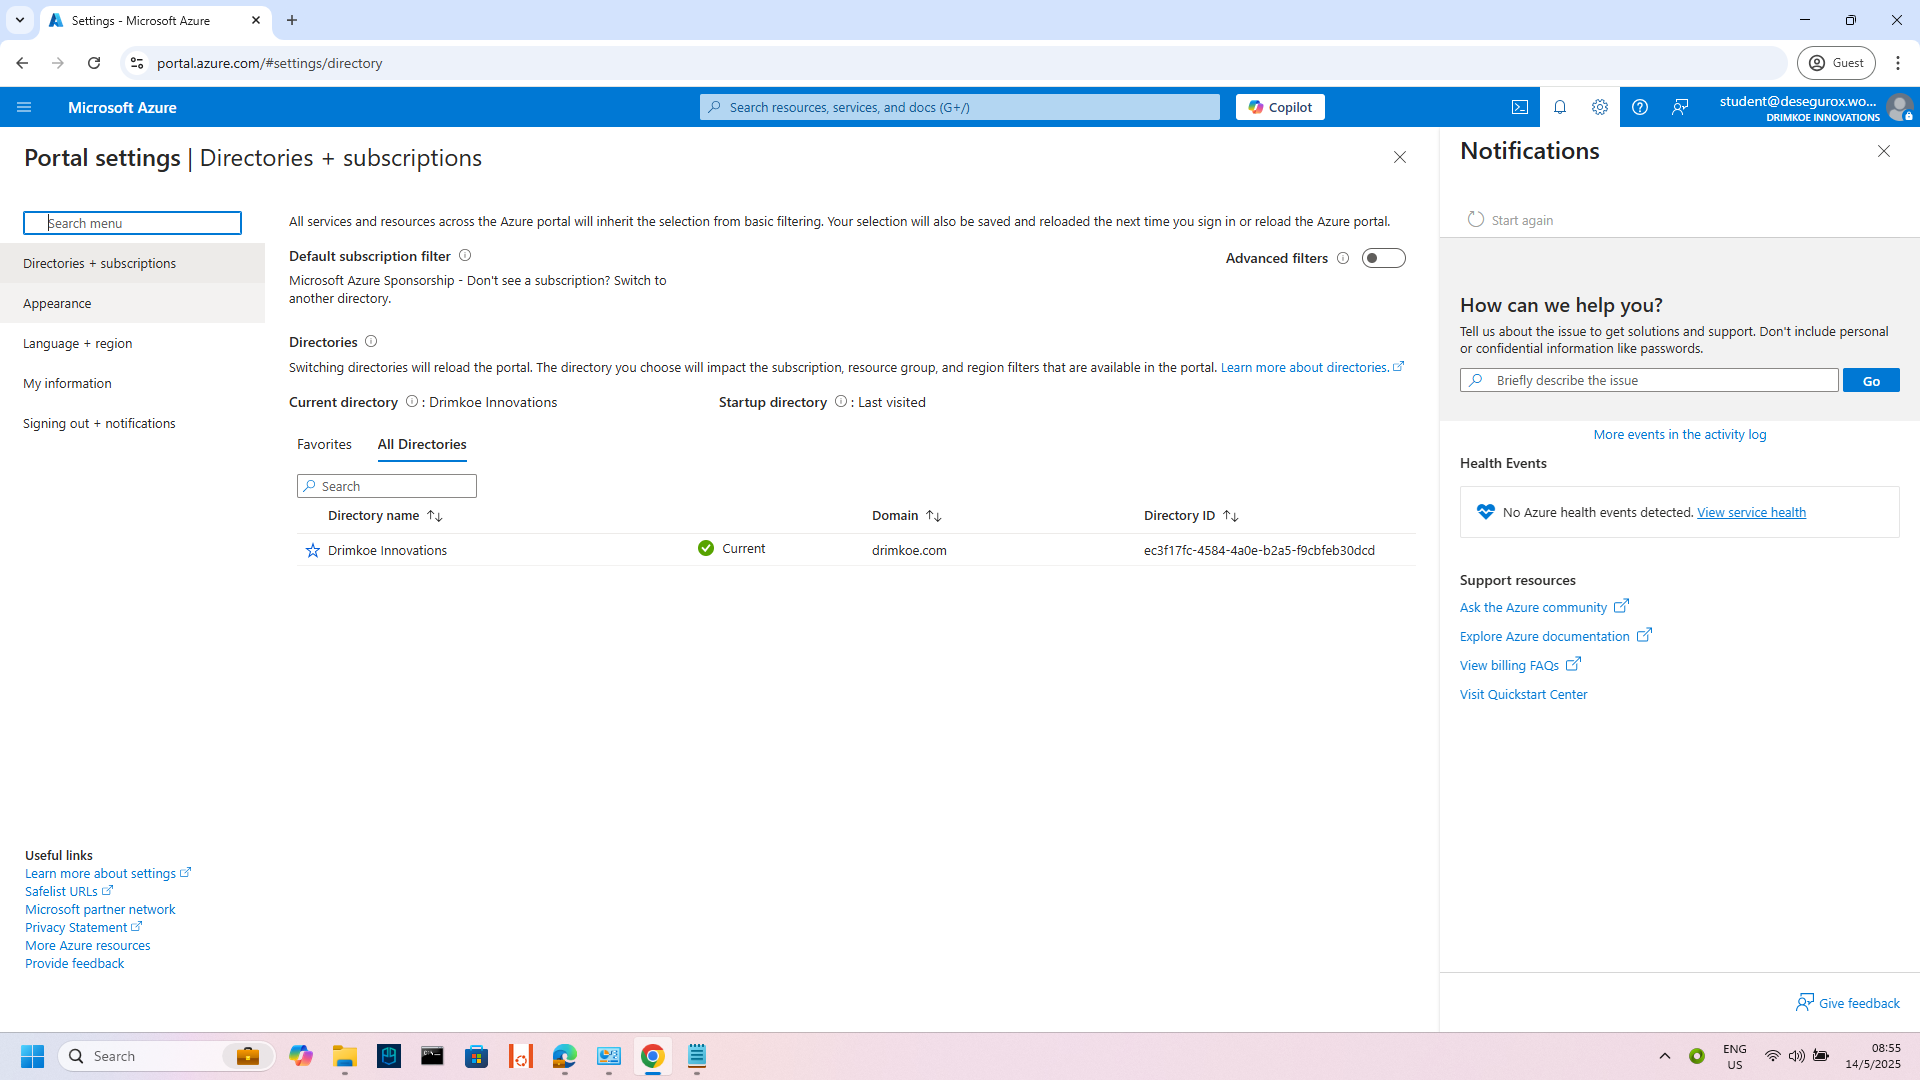 Settings - Microsoft Azure
portal.azure.com/#settings/directory
Guest
Microsoft Azure
Search resources, services, and docs (G+/)
Copilot
student@desegurox.wo...
DRIMKOE INNOVATIONS
Portal settings | Directories + subscriptions
Search menu
Directories + subscriptions
Appearance
Language + region
My information
Signing out + notifications
Useful links
Learn more about settings
Safelist URLs
Microsoft partner network
Privacy Statement
More Azure resources
Provide feedback
All services and resources across the Azure portal will inherit the selection from basic filtering. Your selection will also be saved and reloaded the next time you sign in or reload the Azure portal.
Default subscription filter
Advanced filters
Microsoft Azure Sponsorship - Don't see a subscription? Switch to
another directory.
Directories
Switching directories will reload the portal. The directory you choose will impact the subscription, resource group, and region filters that are available in the portal. Learn more about directories.
Current directory : Drimkoe Innovations
Startup directory : Last visited
Favorites
All Directories
Search
Directory name
Domain
Directory ID
Drimkoe Innovations
Current
drimkoe.com
ec3f17fc-4584-4a0e-b2a5-f9cbfeb30dcd
Notifications
Start again
How can we help you?
Tell us about the issue to get solutions and support. Don't include personal
or confidential information like passwords.
Briefly describe the issue
Go
More events in the activity log
Health Events
No Azure health events detected. View service health
Support resources
Ask the Azure community
Explore Azure documentation
View billing FAQs
Visit Quickstart Center
Give feedback
Search
ENG
US
08:55
14/5/2025